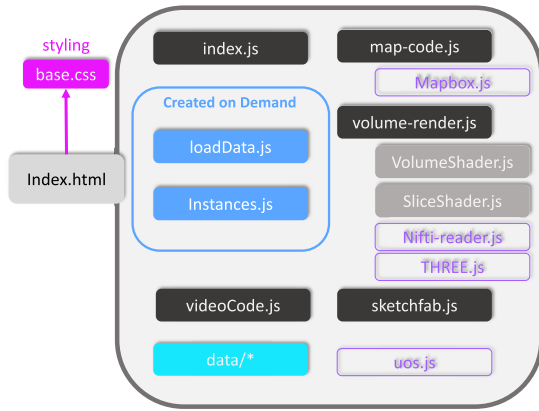 styling
base.css
Index.html
index.js
Created on Demand
loadData.js
Instances.js
videoCode.js
data/*
map-code.js
Mapbox.js
volume-render.js
VolumeShader.js
SliceShader.js
Nifti-reader.js
THREE.js
sketchfab.js
uos.js